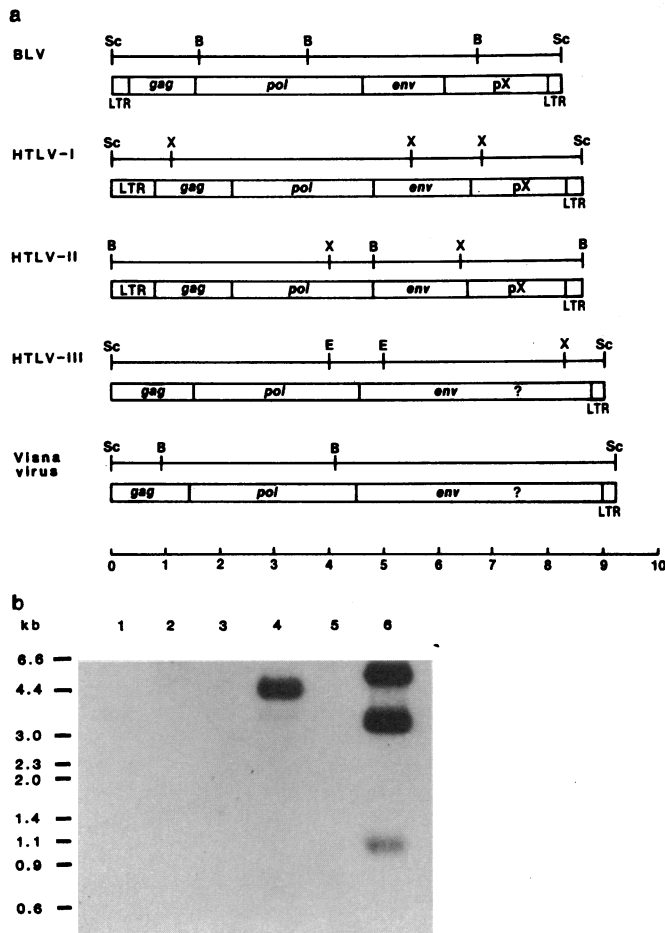 a
Sc B B B Sc
BLV
gag pol env pX
LTR LTR
Sc X X X Sc
HTLV-I
LTR gag pol env pX
LTR
B X B X B
HTLV-II
LTR gag pol env pX
LTR
Sc E E X Sc
HTLV-III
gag pol env ?
LTR
Sc B B Sc
Visna
virus
gag pol env ?
LTR
0 1 2 3 4 5 6 7 8 9 10
b
kb 1 2 3 4 5 6
6.6
4.4
3.0
2.3
2.0
1.4
1.1
0.9
0.6